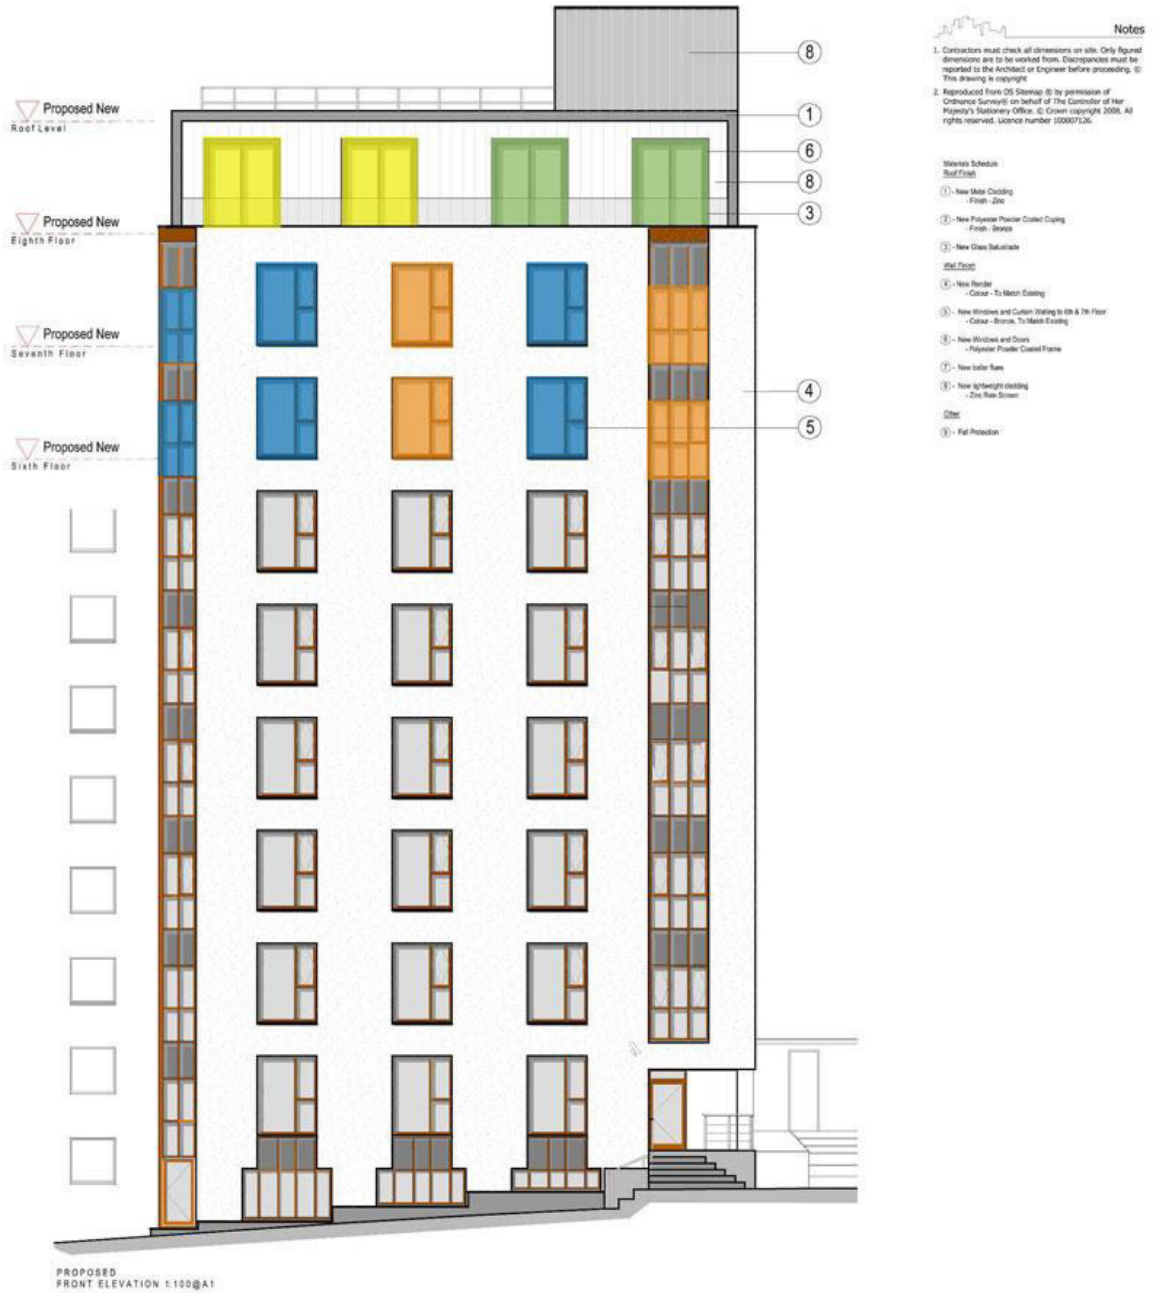 Notes
1. Contractors must check all dimensions on site. Only figured
dimensions are to be worked from. Discrepancies must be
reported to the Architect or Engineer before proceeding. ©
This drawing is copyright
2. Reproduced from OS Sitemap ® by permission of
Ordnance Survey® on behalf of The Controller of Her
Majesty's Stationery Office. © Crown copyright 2008. All
rights reserved. Licence number 100007126.
Materials Schedule
Roof Finish
1 - New Metal Cladding
- Finish - Zinc
2 - New Polyester Powder Coated Coping
- Finish - Bronze
3 - New Glass Balustrade
Wall Finish
4 - New Render
- Colour - To Match Existing
5 - New Windows and Curtain Walling to 6th & 7th Floor
- Colour - Bronze, To Match Existing
6 - New Windows and Doors
- Polyester Powder Coated Frame
7 - New boiler flues
8 - New lightweight cladding
- Zinc Rain Screen
Other
9 - Fall Protection
8
Proposed New
Roof Level
1
6
8
3
Proposed New
Eighth Floor
Proposed New
Seventh Floor
4
5
Proposed New
Sixth Floor
PROPOSED
FRONT ELEVATION 1:100@A1